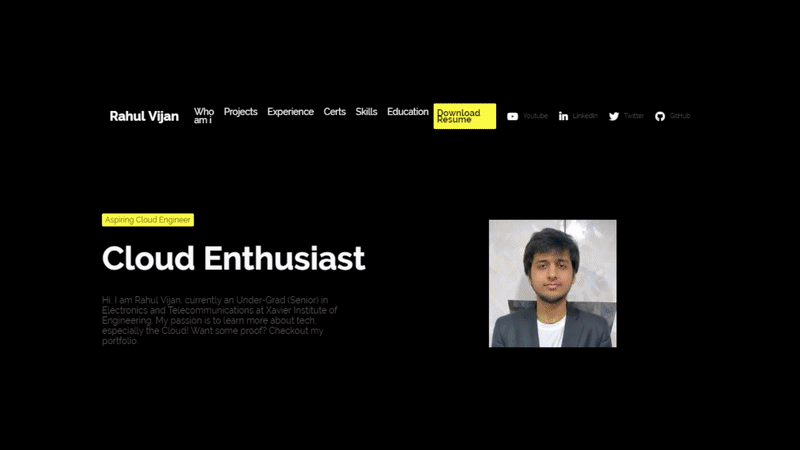 Rahul Vijan
Who am i
Projects
Experience
Certs
Skills
Education
Download Resume
Youtube
LinkedIn
Twitter
GitHub
Aspiring Cloud Engineer
Cloud Enthusiast
Hi, I am Rahul Vijan, currently an Under-Grad (Senior) in
Electronics and Telecommunications at Xavier Institute of
Engineering. My passion is to learn more about tech,
especially the Cloud! Want some proof? Checkout my
portfolio